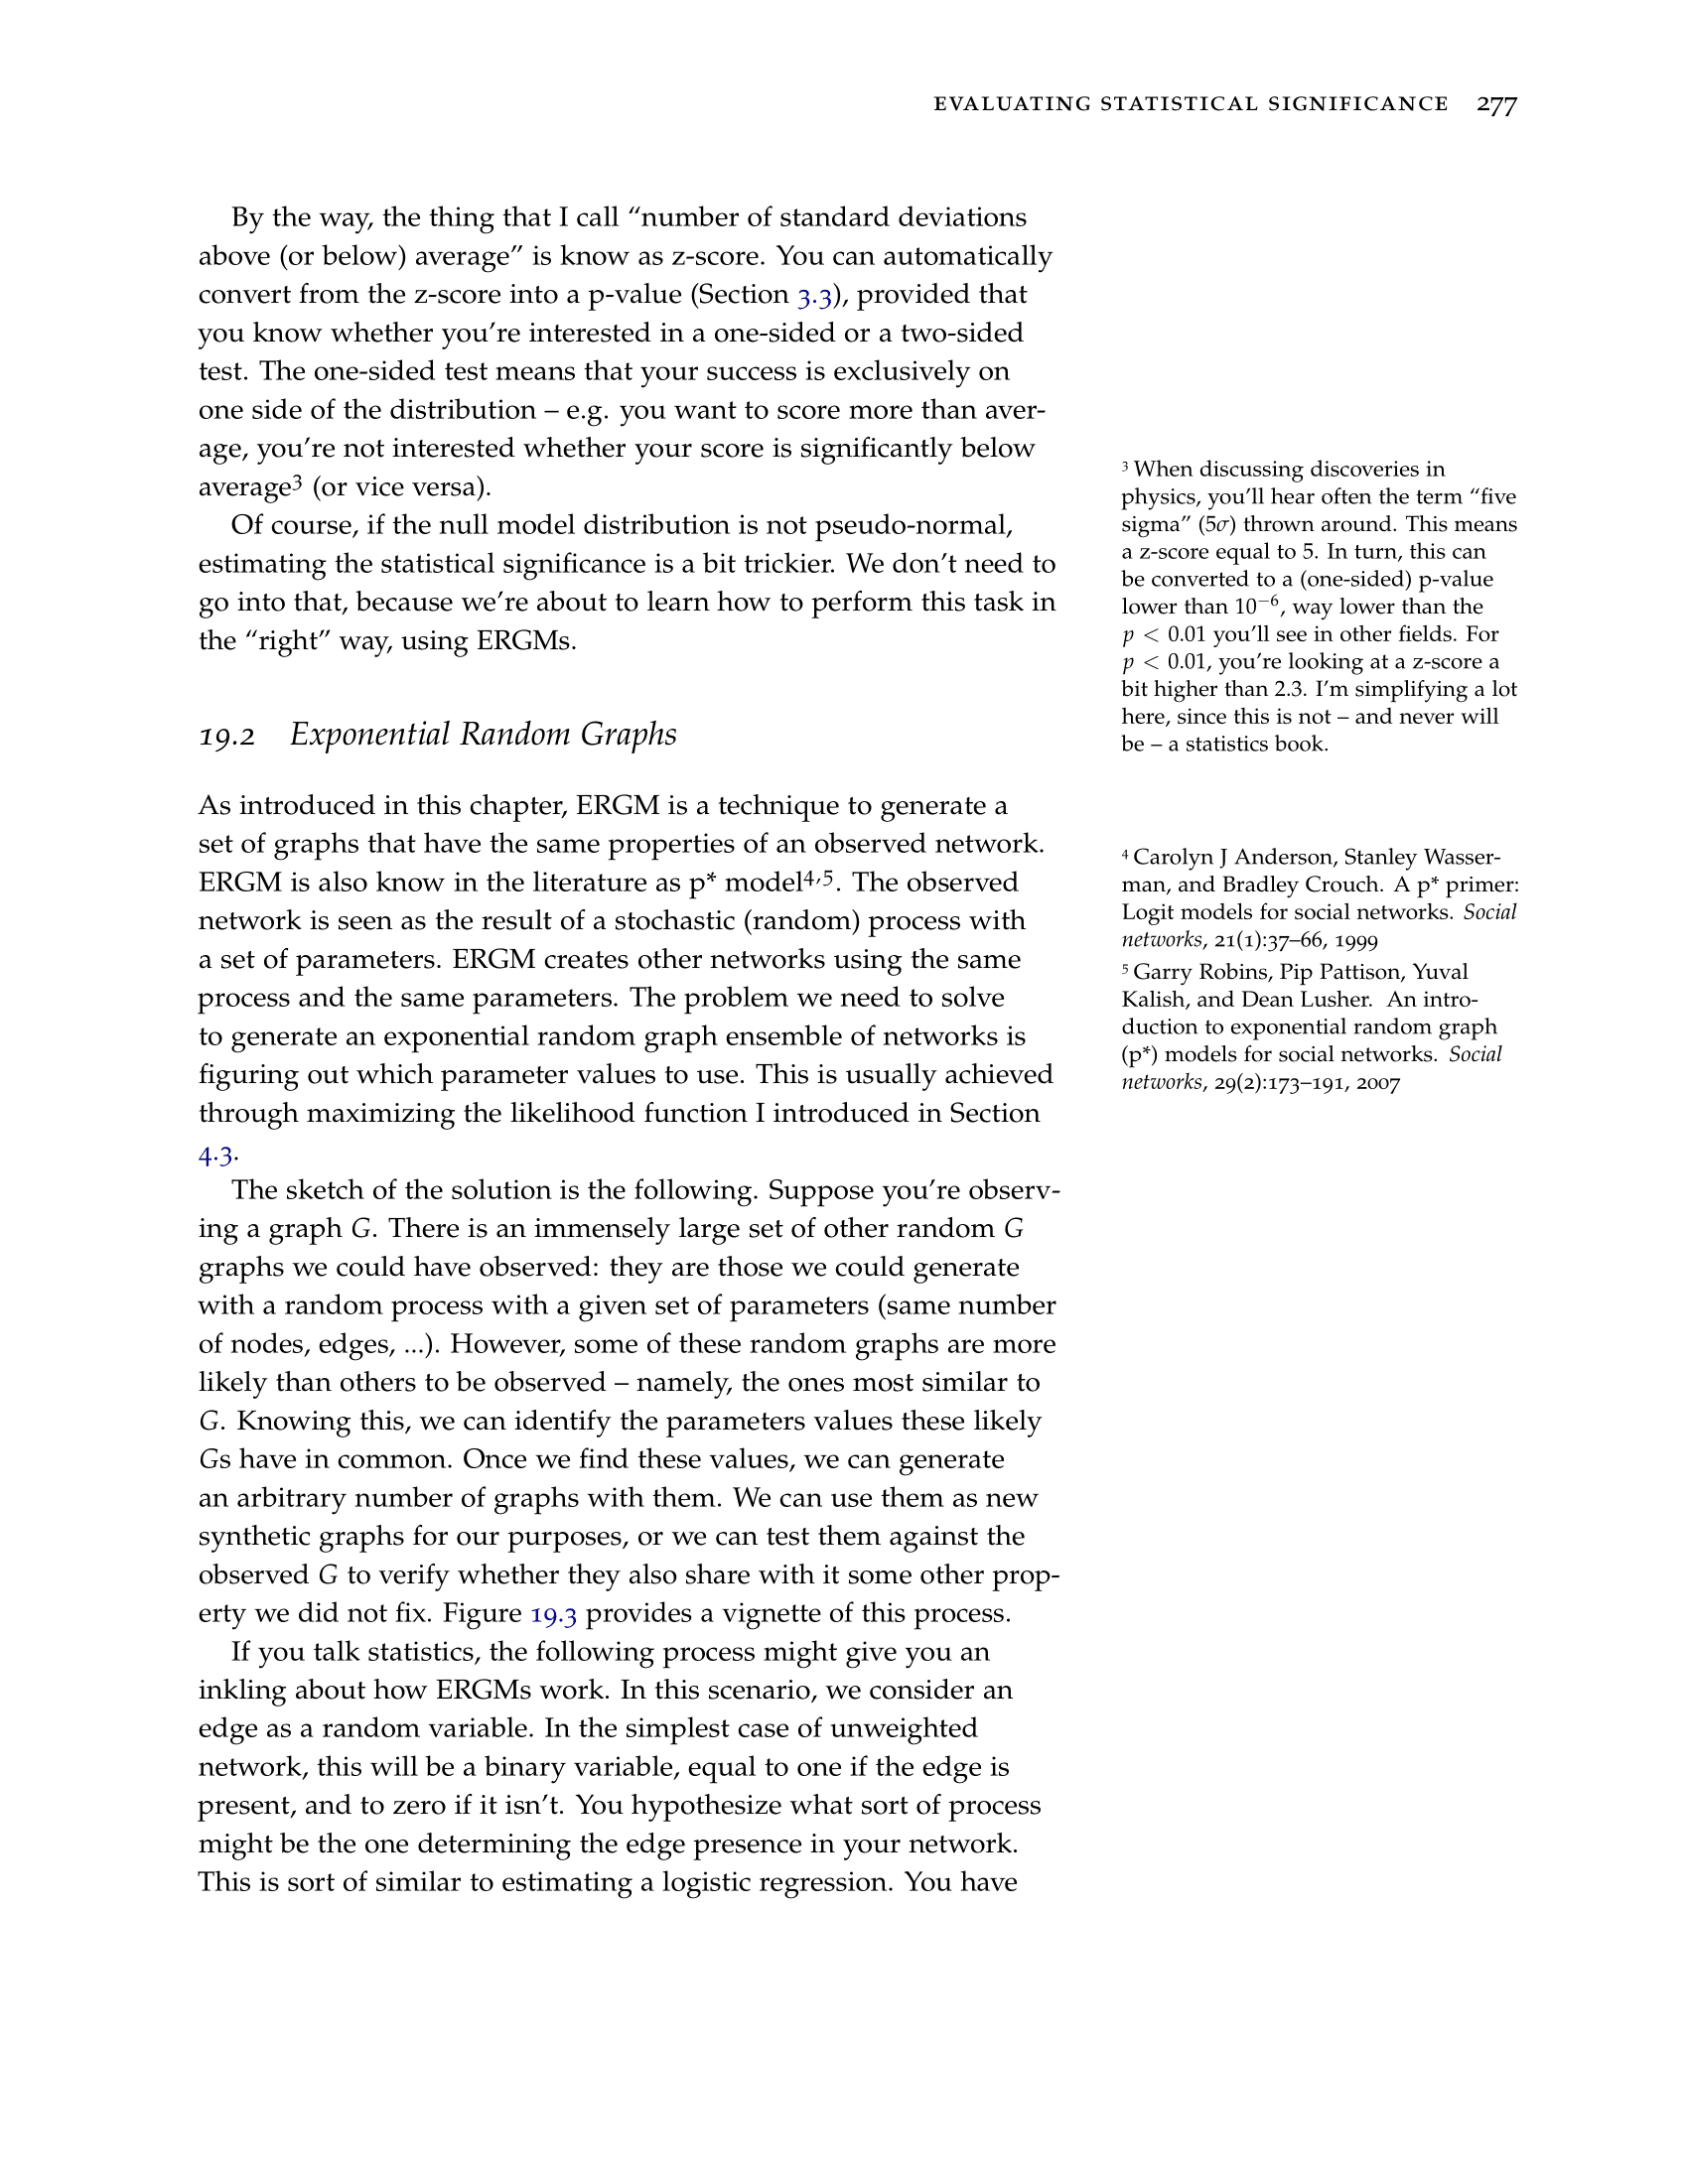 EVALUATING STATISTICAL SIGNIFICANCE 277
By the way, the thing that I call “number of standard deviations
above (or below) average” is know as z-score. You can automatically
convert from the z-score into a p-value (Section 3.3), provided that
you know whether you’re interested in a one-sided or a two-sided
test. The one-sided test means that your success is exclusively on
one side of the distribution – e.g. you want to score more than aver-
age, you’re not interested whether your score is significantly below
average3 (or vice versa).
Of course, if the null model distribution is not pseudo-normal,
estimating the statistical significance is a bit trickier. We don’t need to
go into that, because we’re about to learn how to perform this task in
the “right” way, using ERGMs.
3 When discussing discoveries in
physics, you’ll hear often the term “five
sigma” (5σ) thrown around. This means
a z-score equal to 5. In turn, this can
be converted to a (one-sided) p-value
lower than 10−6, way lower than the
p < 0.01 you’ll see in other fields. For
p < 0.01, you’re looking at a z-score a
bit higher than 2.3. I’m simplifying a lot
here, since this is not – and never will
be – a statistics book.
19.2 Exponential Random Graphs
As introduced in this chapter, ERGM is a technique to generate a
set of graphs that have the same properties of an observed network.
ERGM is also know in the literature as p* model4,5. The observed
network is seen as the result of a stochastic (random) process with
a set of parameters. ERGM creates other networks using the same
process and the same parameters. The problem we need to solve
to generate an exponential random graph ensemble of networks is
figuring out which parameter values to use. This is usually achieved
through maximizing the likelihood function I introduced in Section
4.3.
4 Carolyn J Anderson, Stanley Wasser-
man, and Bradley Crouch. A p* primer:
Logit models for social networks. Social
networks, 21(1):37–66, 1999
5 Garry Robins, Pip Pattison, Yuval
Kalish, and Dean Lusher. An intro-
duction to exponential random graph
(p*) models for social networks. Social
networks, 29(2):173–191, 2007
The sketch of the solution is the following. Suppose you’re observ-
ing a graph G. There is an immensely large set of other random G
graphs we could have observed: they are those we could generate
with a random process with a given set of parameters (same number
of nodes, edges, ...). However, some of these random graphs are more
likely than others to be observed – namely, the ones most similar to
G. Knowing this, we can identify the parameters values these likely
Gs have in common. Once we find these values, we can generate
an arbitrary number of graphs with them. We can use them as new
synthetic graphs for our purposes, or we can test them against the
observed G to verify whether they also share with it some other prop-
erty we did not fix. Figure 19.3 provides a vignette of this process.
If you talk statistics, the following process might give you an
inkling about how ERGMs work. In this scenario, we consider an
edge as a random variable. In the simplest case of unweighted
network, this will be a binary variable, equal to one if the edge is
present, and to zero if it isn’t. You hypothesize what sort of process
might be the one determining the edge presence in your network.
This is sort of similar to estimating a logistic regression. You have